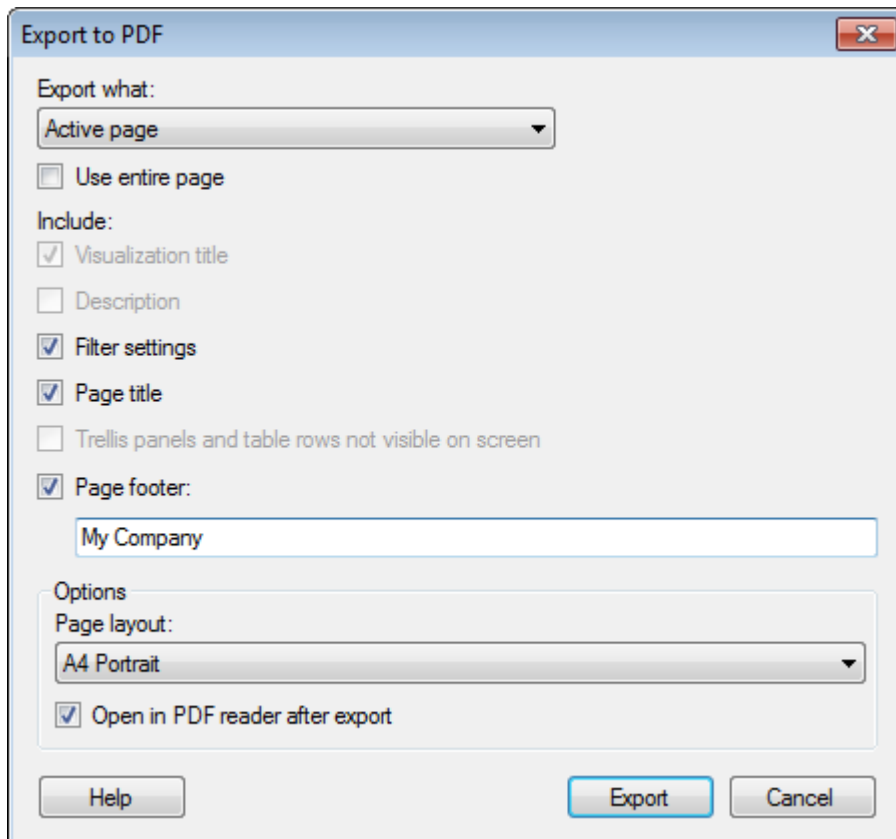 Export to PDF
Export what:
Active page
Use entire page
Include:
Visualization title
Description
Filter settings
Page title
Trellis panels and table rows not visible on screen
Page footer:
My Company
Options
Page layout:
A4 Portrait
Open in PDF reader after export
Help Export Cancel